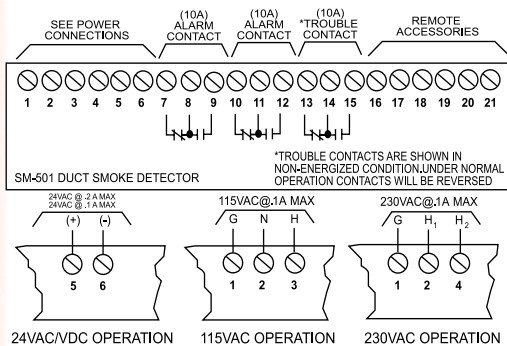 SEE POWER
CONNECTIONS
(10A)
ALARM
CONTACT
(10A)
ALARM
CONTACT
(10A)
*TROUBLE
CONTACT
REMOTE
ACCESSORIES
1 2 3 4 5 6 7 8 9 10 11 12 13 14 15 16 17 18 19 20 21
SM-501 DUCT SMOKE DETECTOR
*TROUBLE CONTACTS ARE SHOWN IN
NON-ENERGIZED CONDITION.UNDER NORMAL
OPERATION CONTACTS WILL BE REVERSED
24VAC @ .2 A MAX
24VAC @ .1 A MAX
(+) (-)
5 6
24VAC/VDC OPERATION
115VAC@.1A MAX
G N H
1 2 3
115VAC OPERATION
230VAC@.1A MAX
G H1 H2
1 2 4
230VAC OPERATION